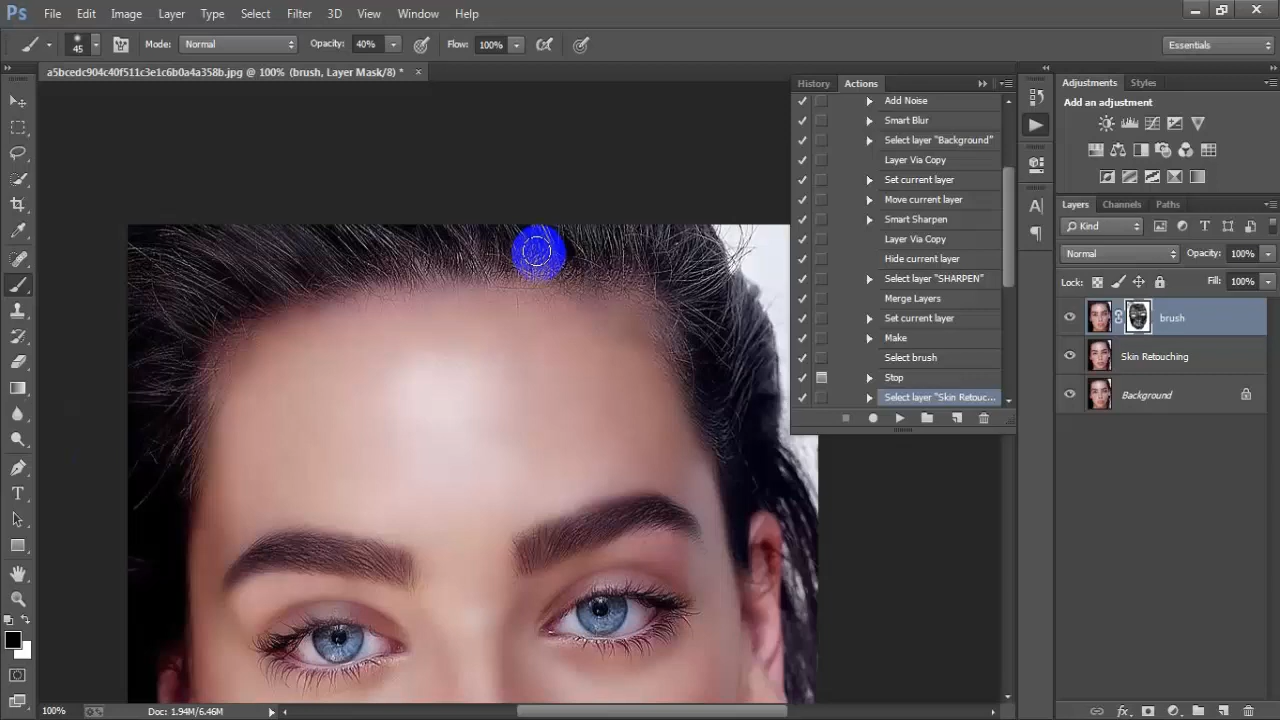 Ps File Edit Image Layer Type Select Filter 3D View Window Help
45 Mode: Normal Opacity: 40% Flow: 100% Essentials
a5bcedc904c40f511c3e1c6b0a4a358b.jpg @ 100% (brush, Layer Mask/8) * ×
History Actions
Add Noise
Smart Blur
Select layer "Background"
Layer Via Copy
Set current layer
Move current layer
Smart Sharpen
Layer Via Copy
Hide current layer
Select layer "SHARPEN"
Merge Layers
Set current layer
Make
Select brush
Stop
Select layer "Skin Retouc...
Adjustments Styles
Add an adjustment
Layers Channels Paths
Kind
Normal Opacity: 100%
Lock: Fill: 100%
brush
Skin Retouching
Background
100% Doc: 1.94M/6.46M